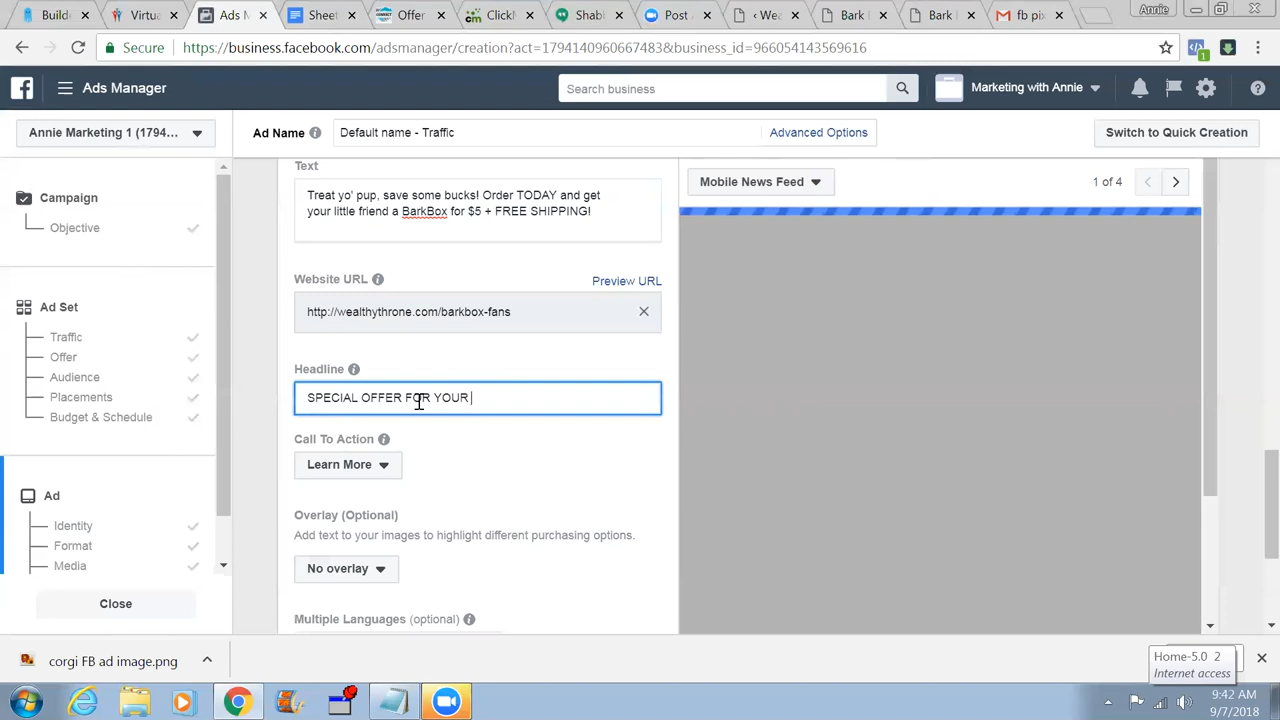 Build
Virtua
Ads M
Sheet
Offer
ClickM
Shabl
Post A
‹ Wea
Bark
Bark
fb pix
Annie
Secure
https://business.facebook.com/adsmanager/creation?act=1794140960667483&business_id=966054143569616
Ads Manager
Search business
Marketing with Annie
Annie Marketing 1 (1794...
Ad Name
Default name - Traffic
Advanced Options
Switch to Quick Creation
Campaign
Objective
Ad Set
Traffic
Offer
Audience
Placements
Budget & Schedule
Ad
Identity
Format
Media
Close
Text
Treat yo' pup, save some bucks! Order TODAY and get
your little friend a BarkBox for $5 + FREE SHIPPING!
Website URL
Preview URL
http://wealthythrone.com/barkbox-fans
Headline
SPECIAL OFFER FOR YOUR
Call To Action
Learn More
Overlay (Optional)
Add text to your images to highlight different purchasing options.
No overlay
Multiple Languages (optional)
Mobile News Feed
1 of 4
corgi FB ad image.png
Home-5.0 2
Internet access
9:42 AM
9/7/2018